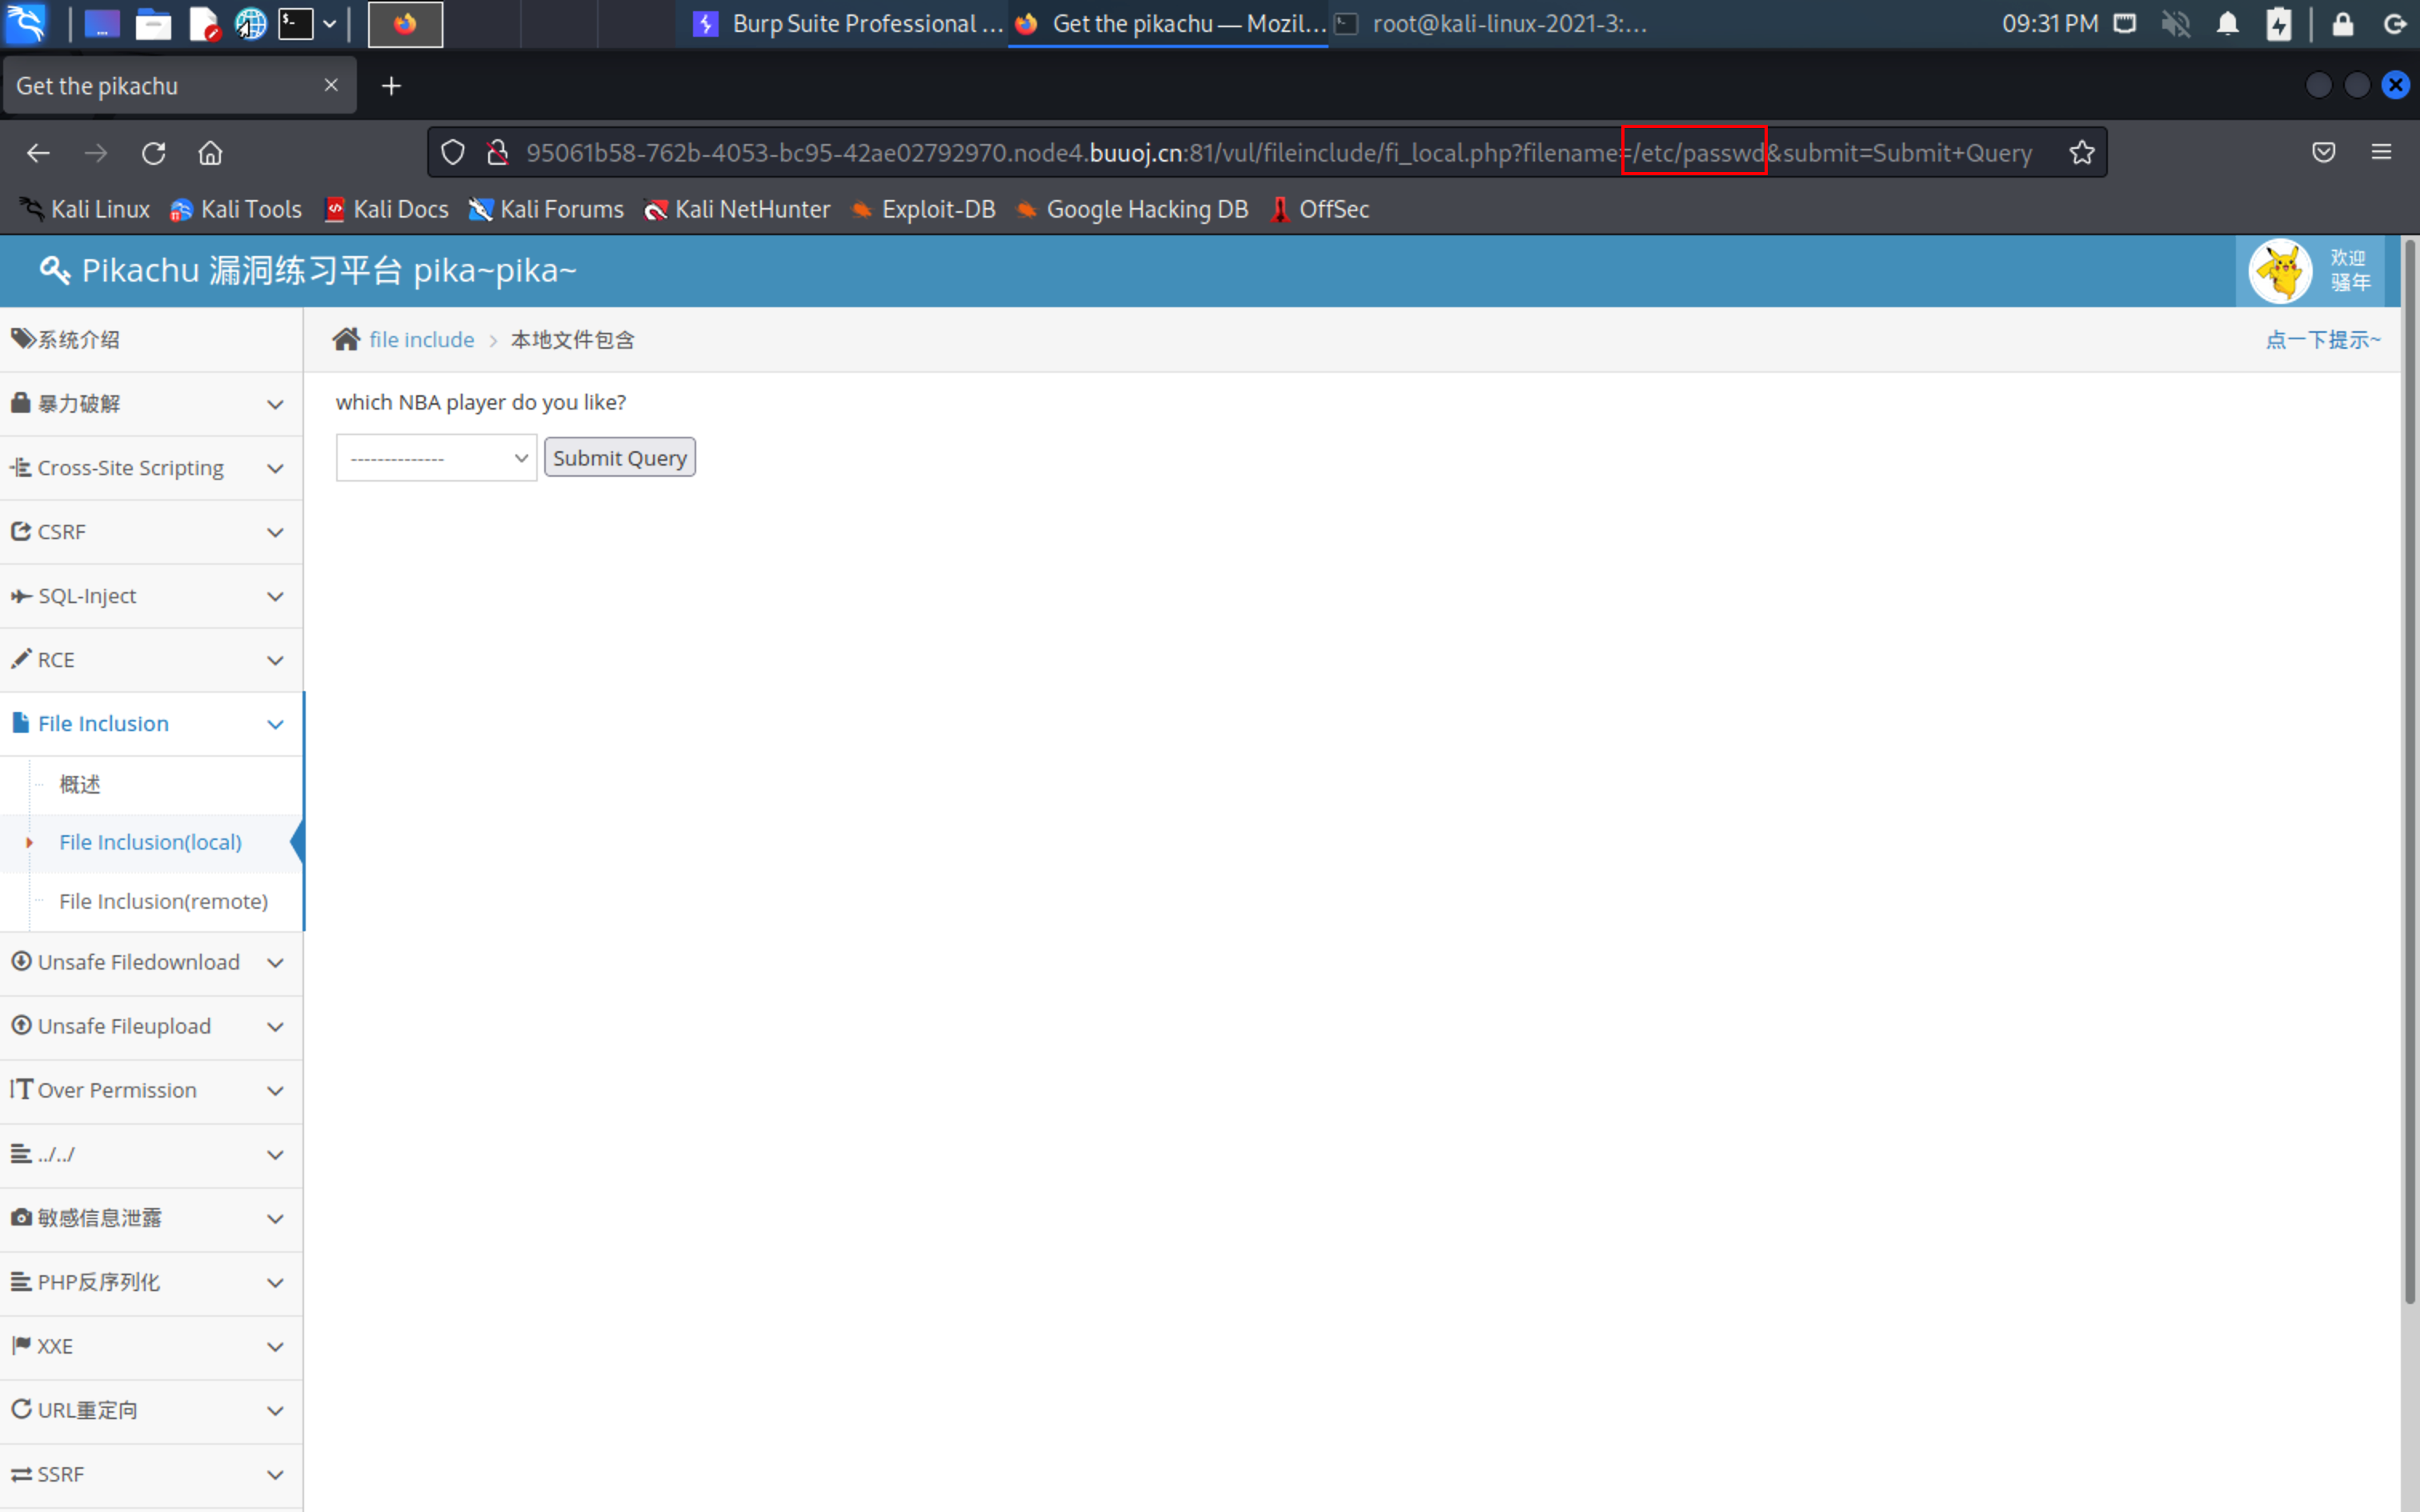 Burp Suite Professional ... Get the pikachu — Mozil... root@kali-linux-2021-3:... 09:31 PM
Get the pikachu
95061b58-762b-4053-bc95-42ae02792970.node4.buuoj.cn:81/vul/fileinclude/fi_local.php?filename=/etc/passwd&submit=Submit+Query
Kali Linux Kali Tools Kali Docs Kali Forums Kali NetHunter Exploit-DB Google Hacking DB OffSec
Pikachu 漏洞练习平台 pika~pika~
欢迎
骚年
系统介绍
file include > 本地文件包含
点一下提示~
暴力破解
which NBA player do you like?
--------------
Submit Query
Cross-Site Scripting
CSRF
SQL-Inject
RCE
File Inclusion
概述
File Inclusion(local)
File Inclusion(remote)
Unsafe Filedownload
Unsafe Fileupload
Over Permission
../../
敏感信息泄露
PHP反序列化
XXE
URL重定向
SSRF